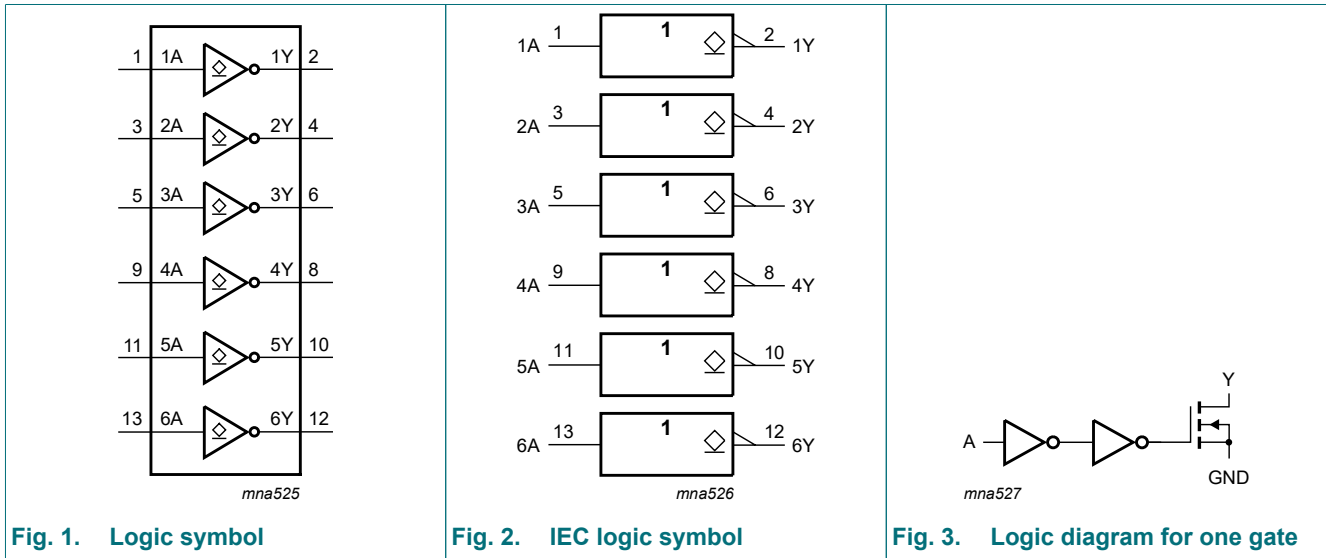 1 1A 1Y 2
3 2A 2Y 4
5 3A 3Y 6
9 4A 4Y 8
11 5A 5Y 10
13 6A 6Y 12
mna525
Fig. 1. Logic symbol
1A 1 1 2 1Y
2A 3 1 4 2Y
3A 5 1 6 3Y
4A 9 1 8 4Y
5A 11 1 10 5Y
6A 13 1 12 6Y
mna526
Fig. 2. IEC logic symbol
Y
A
GND
mna527
Fig. 3. Logic diagram for one gate